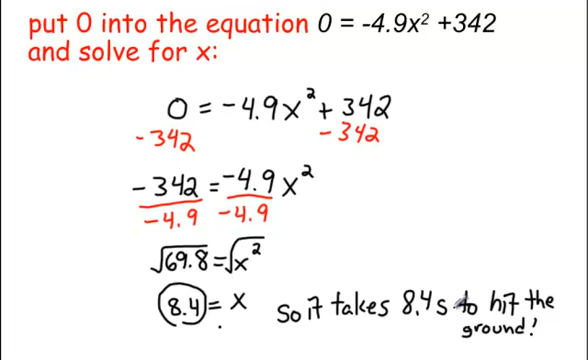 put 0 into the equation 0 = -4.9x² +342
and solve for x:
0 = -4.9x² + 342
-342 -342
-342 = -4.9x²
-4.9 -4.9
√69.8 = √x²
8.4 = x
So it takes 8.4s to hit the
ground!